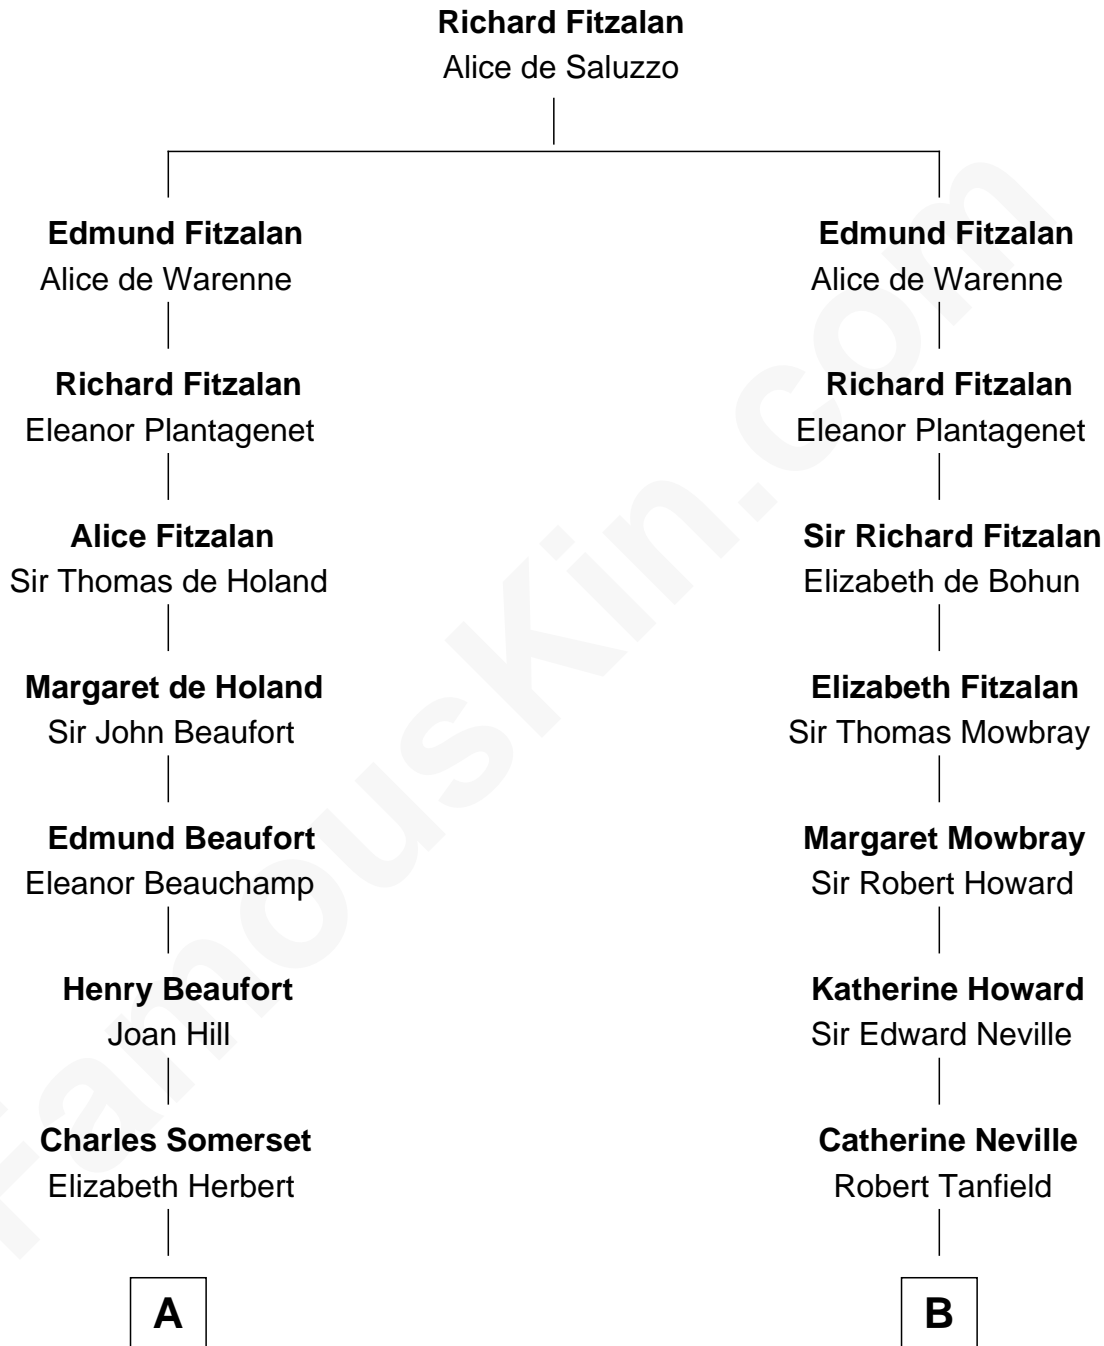 Richard Fitzalan
Alice de Saluzzo
Edmund Fitzalan
Alice de Warenne
Edmund Fitzalan
Alice de Warenne
Richard Fitzalan
Eleanor Plantagenet
Richard Fitzalan
Eleanor Plantagenet
Alice Fitzalan
Sir Thomas de Holand
Sir Richard Fitzalan
Elizabeth de Bohun
Margaret de Holand
Sir John Beaufort
Elizabeth Fitzalan
Sir Thomas Mowbray
Edmund Beaufort
Eleanor Beauchamp
Margaret Mowbray
Sir Robert Howard
Henry Beaufort
Joan Hill
Katherine Howard
Sir Edward Neville
Charles Somerset
Elizabeth Herbert
Catherine Neville
Robert Tanfield
A
B
FamousKin.com